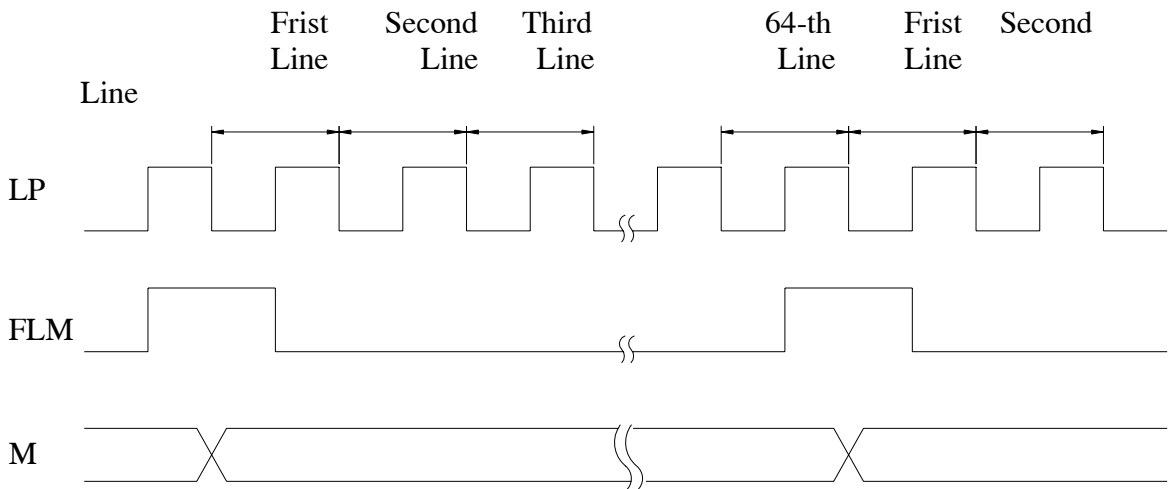 Frist Second Third 64-th Frist Second
Line Line Line Line Line
Line
LP
FLM
M